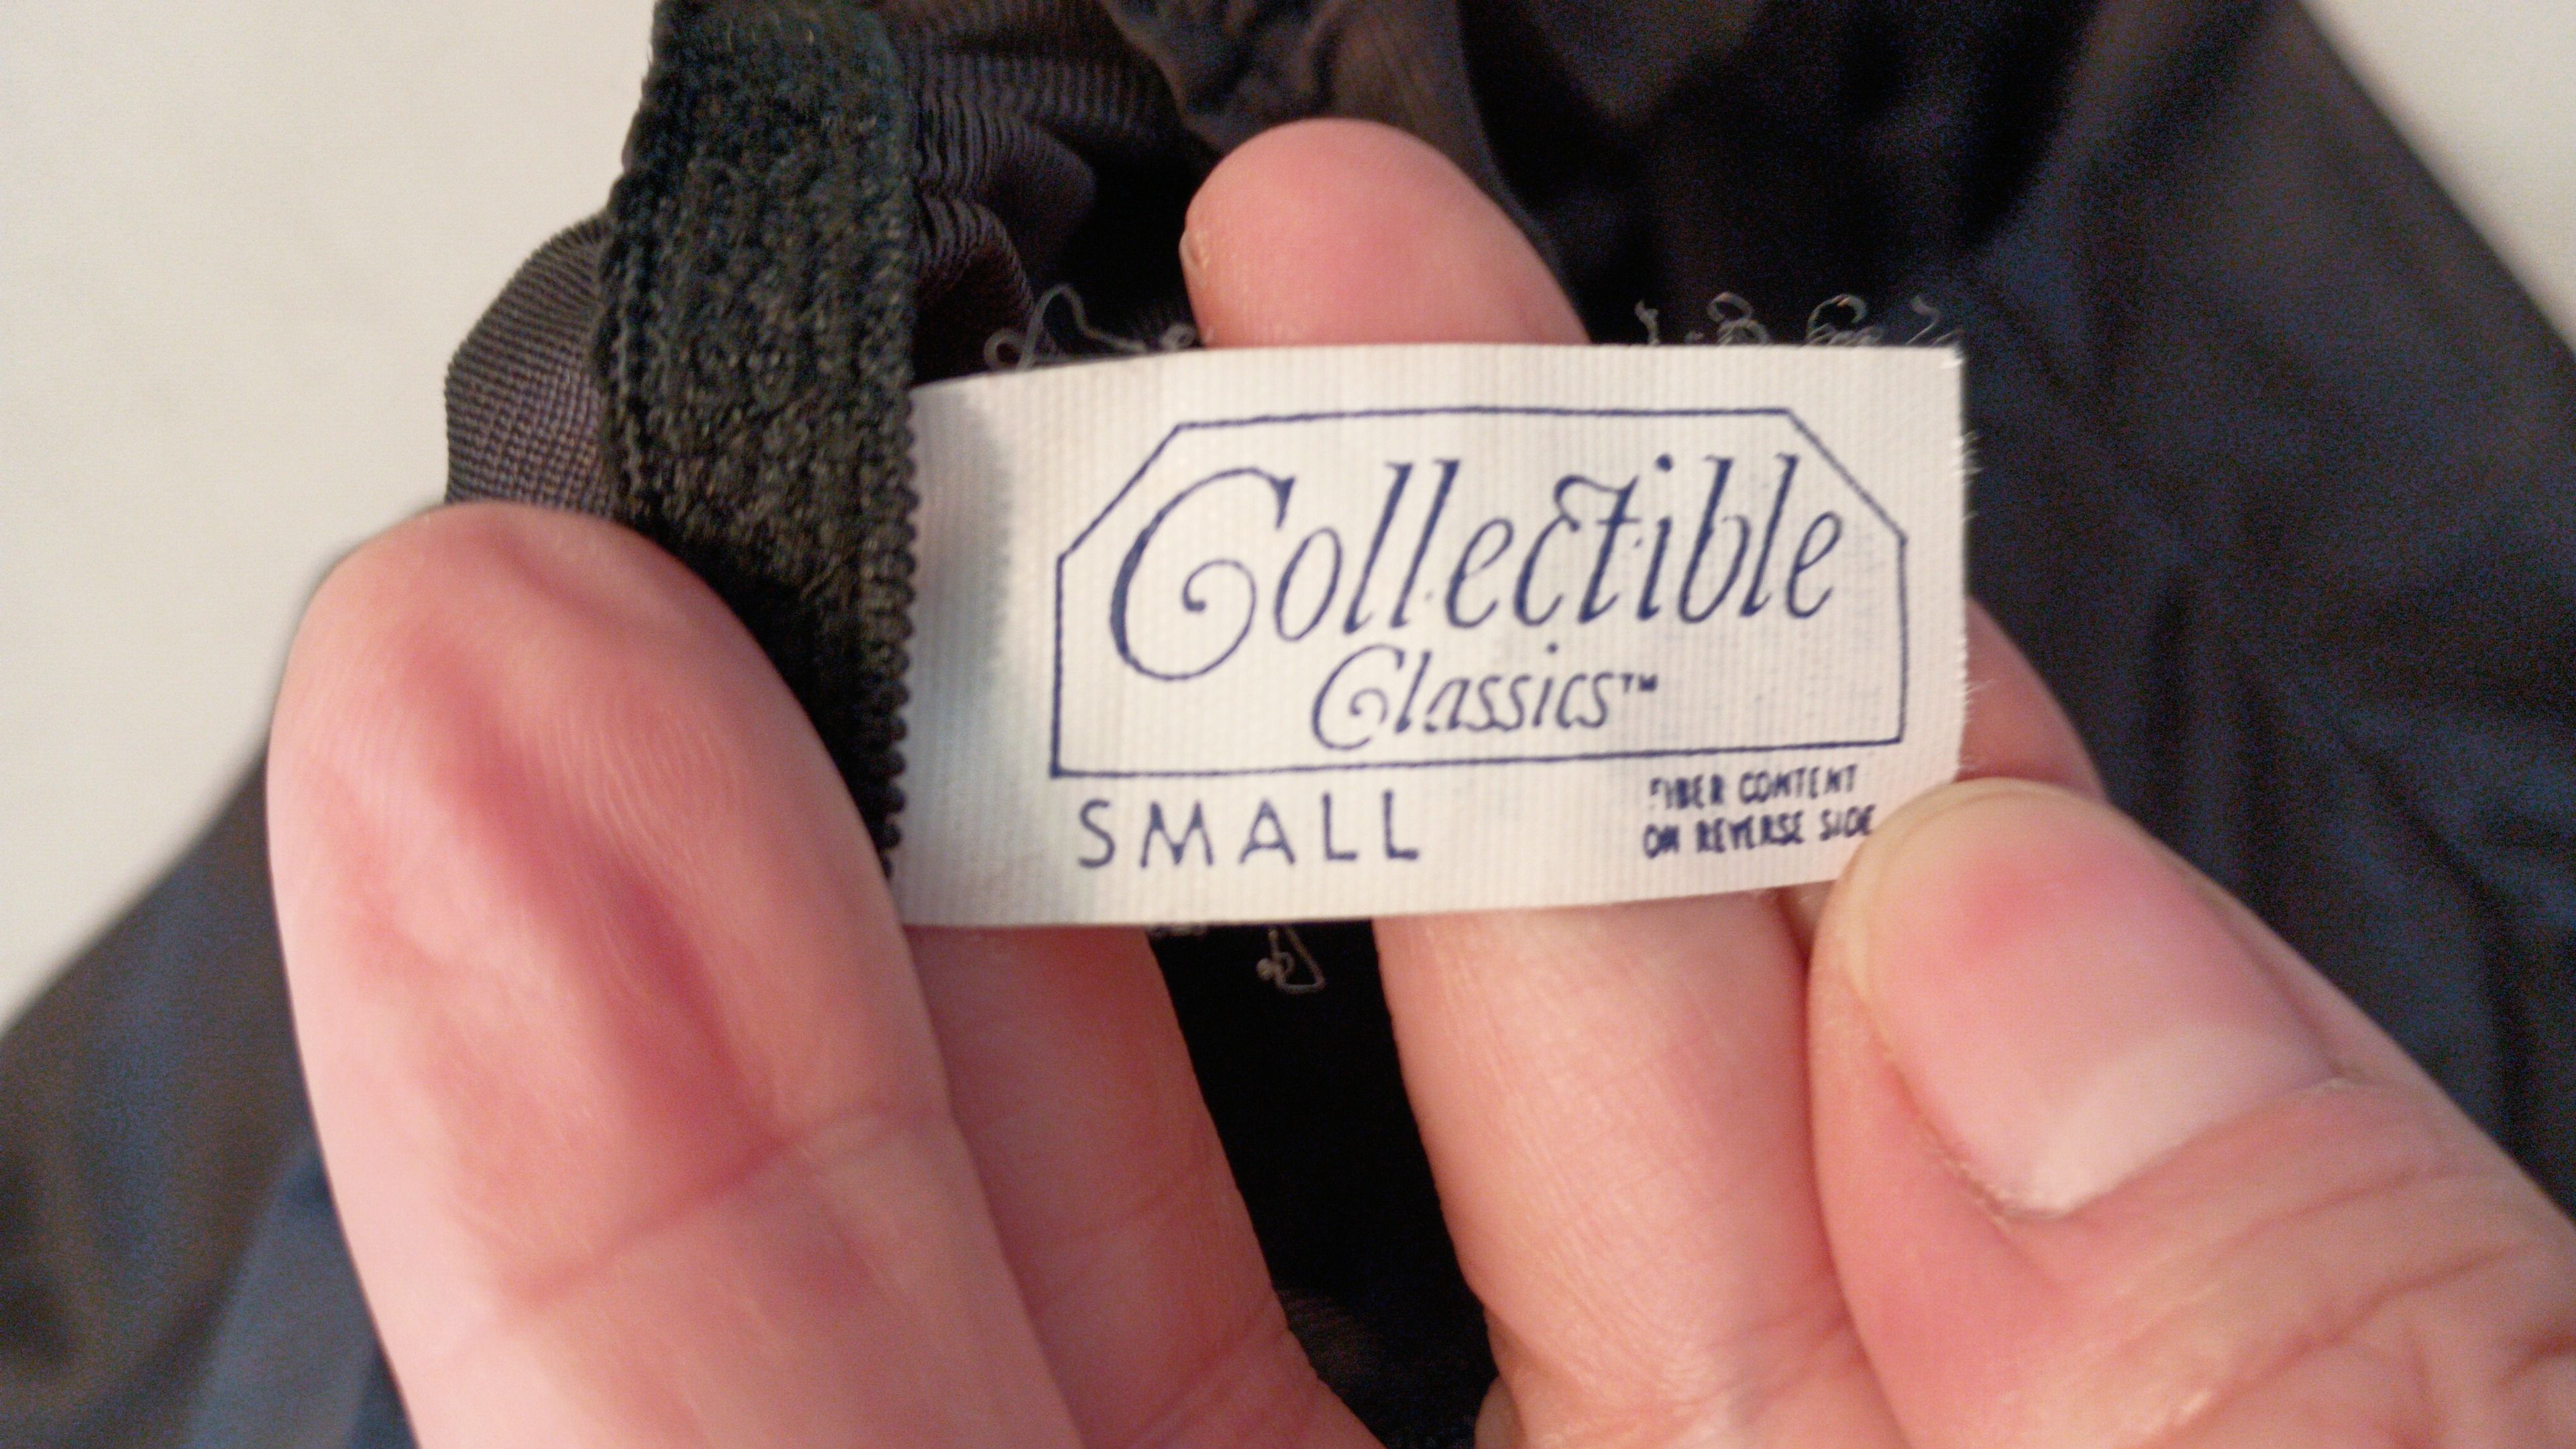 Collectible
Classics™
SMALL
FIBER CONTENT
ON REVERSE SIDE